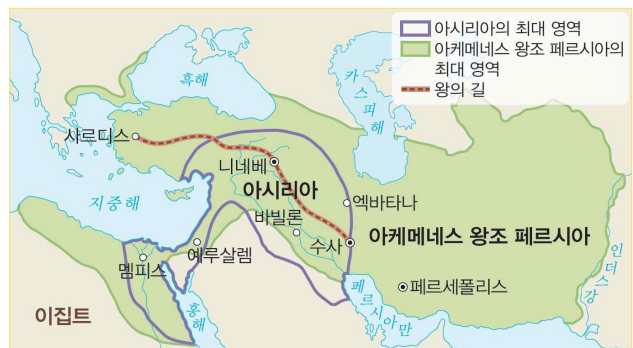 아시리아의 최대 영역
아케메네스 왕조 페르시아의
최대 영역
왕의 길
흑해
카스피해
사르디스
니네베
아시리아
엑바타나
지중해
바빌론
수사
아케메네스 왕조 페르시아
예루살렘
멤피스
페르세폴리스
인더스강
페르시아만
홍해
이집트